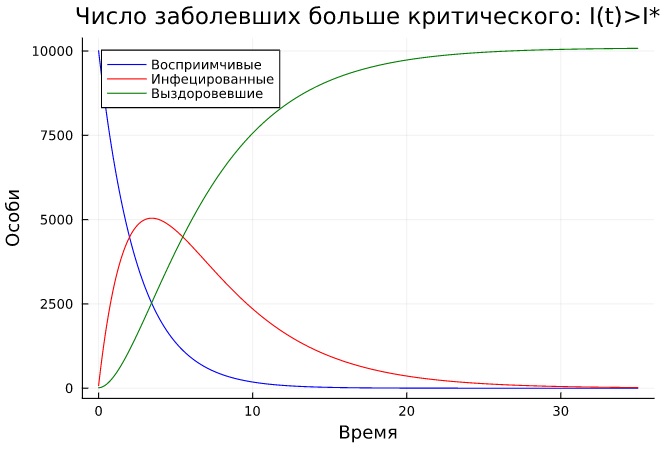 Число заболевших больше критического: I(t)>I*
Восприимчивые
Инфецированные
Выздоровевшие
10000
7500
5000
2500
0
Особи
0 10 20 30
Время